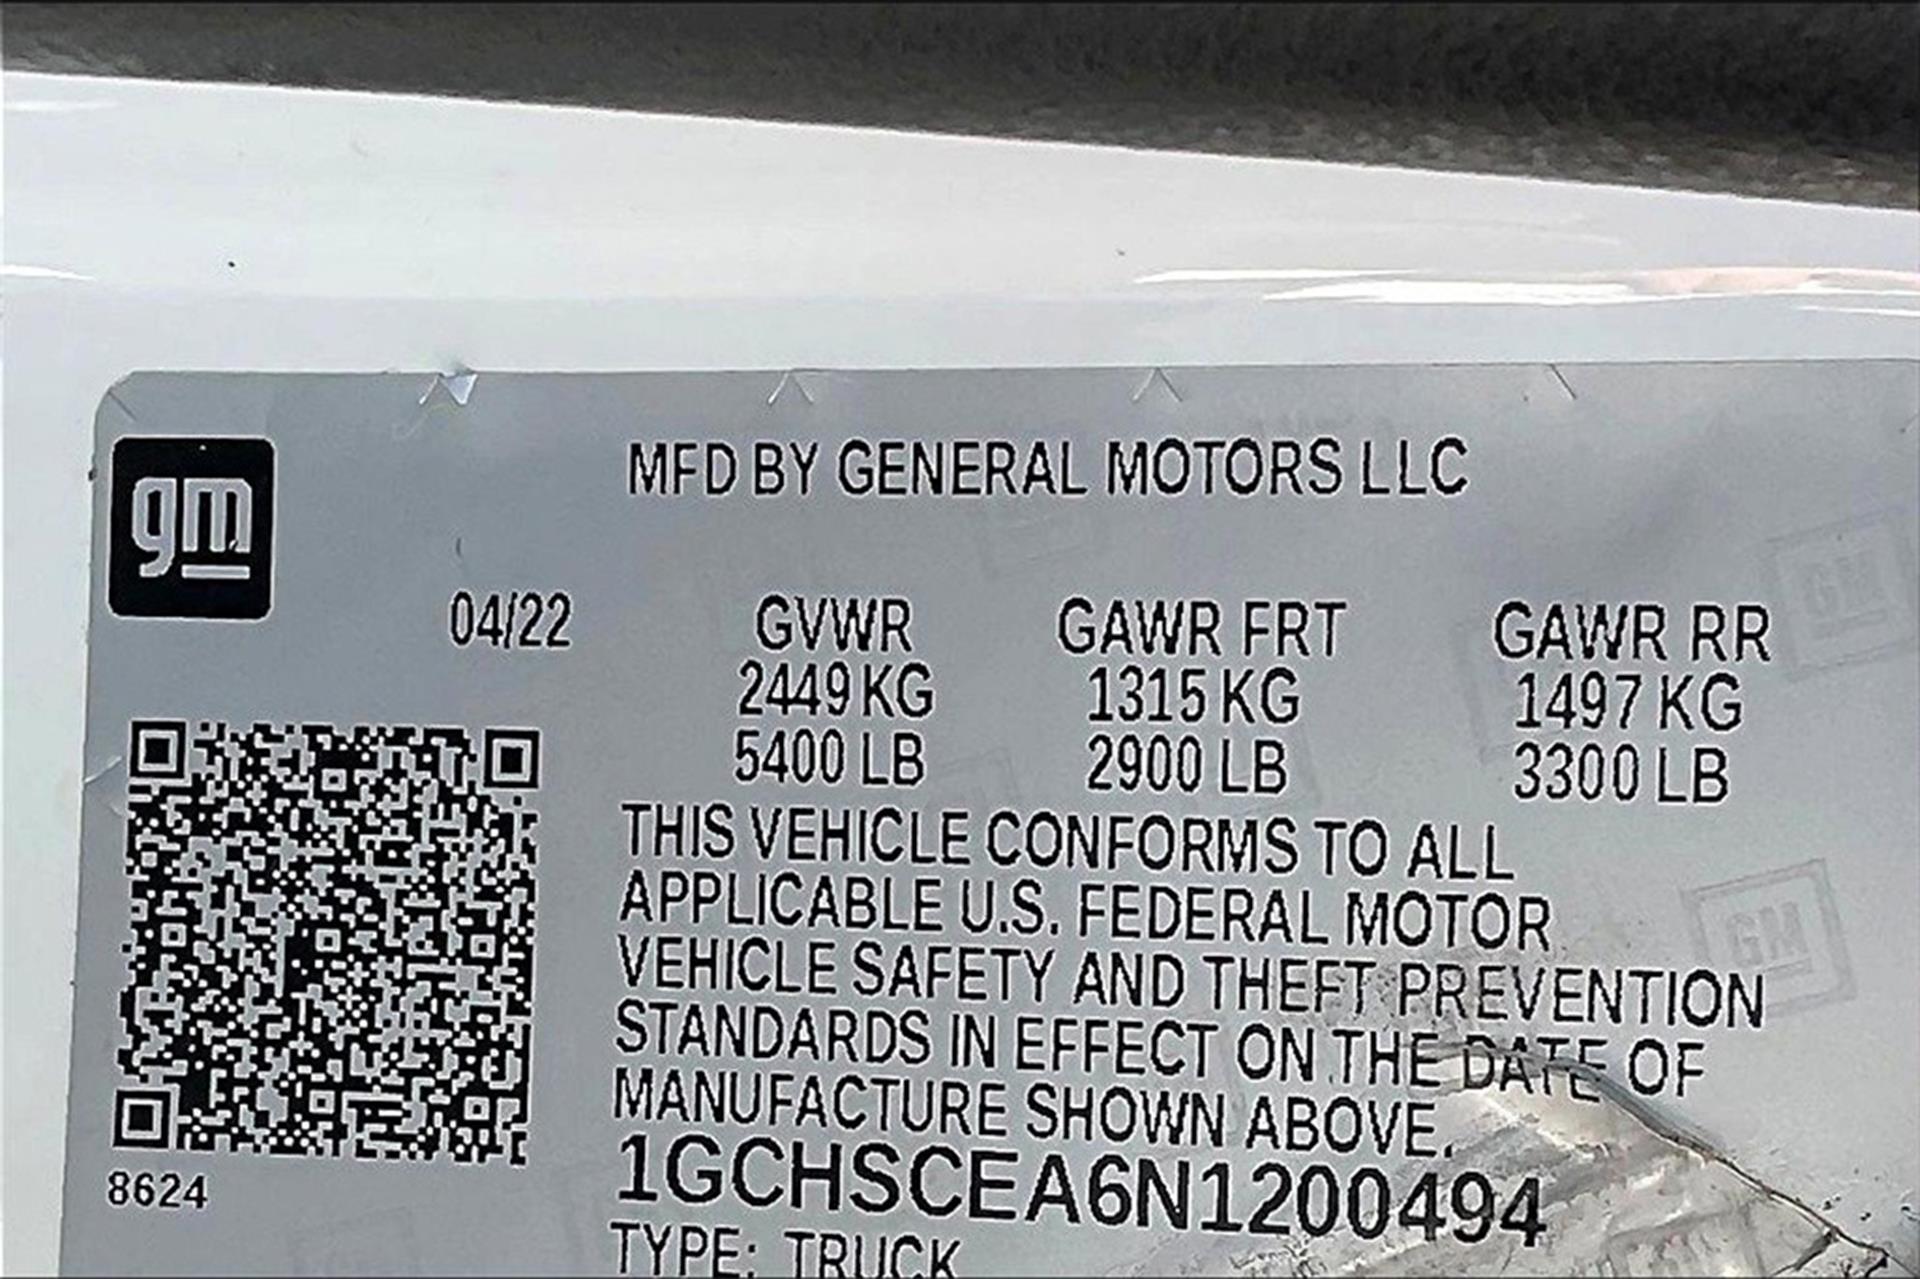 MFD BY GENERAL MOTORS LLC
gm
04/22 GVWR GAWR FRT GAWR RR
2449 KG 1315 KG 1497 KG
5400 LB 2900 LB 3300 LB
THIS VEHICLE CONFORMS TO ALL
APPLICABLE U.S. FEDERAL MOTOR
VEHICLE SAFETY AND THEFT PREVENTION
STANDARDS IN EFFECT ON THE DATE OF
MANUFACTURE SHOWN ABOVE.
8624
1GCHSCEA6N1200494
TYPE: TRUCK
GM
GM